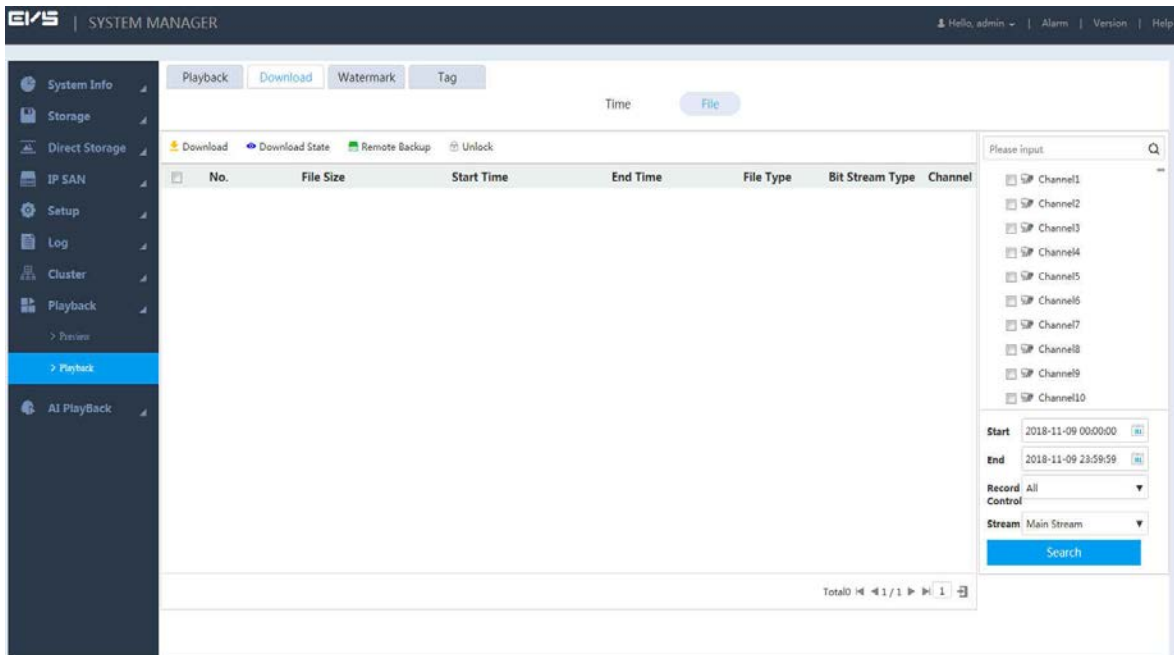 EVS | SYSTEM MANAGER
Hello, admin | Alarm | Version | Help
System Info
Storage
Direct Storage
IP SAN
Setup
Log
Cluster
Playback
> Preview
> Playback
AI PlayBack
Playback Download Watermark Tag
Time File
Download Download State Remote Backup Unlock
No. File Size Start Time End Time File Type Bit Stream Type Channel
Please input
Channel1
Channel2
Channel3
Channel4
Channel5
Channel6
Channel7
Channel8
Channel9
Channel10
Start 2018-11-09 00:00:00
End 2018-11-09 23:59:59
Record Control All
Stream Main Stream
Search
Total0 1 / 1 1